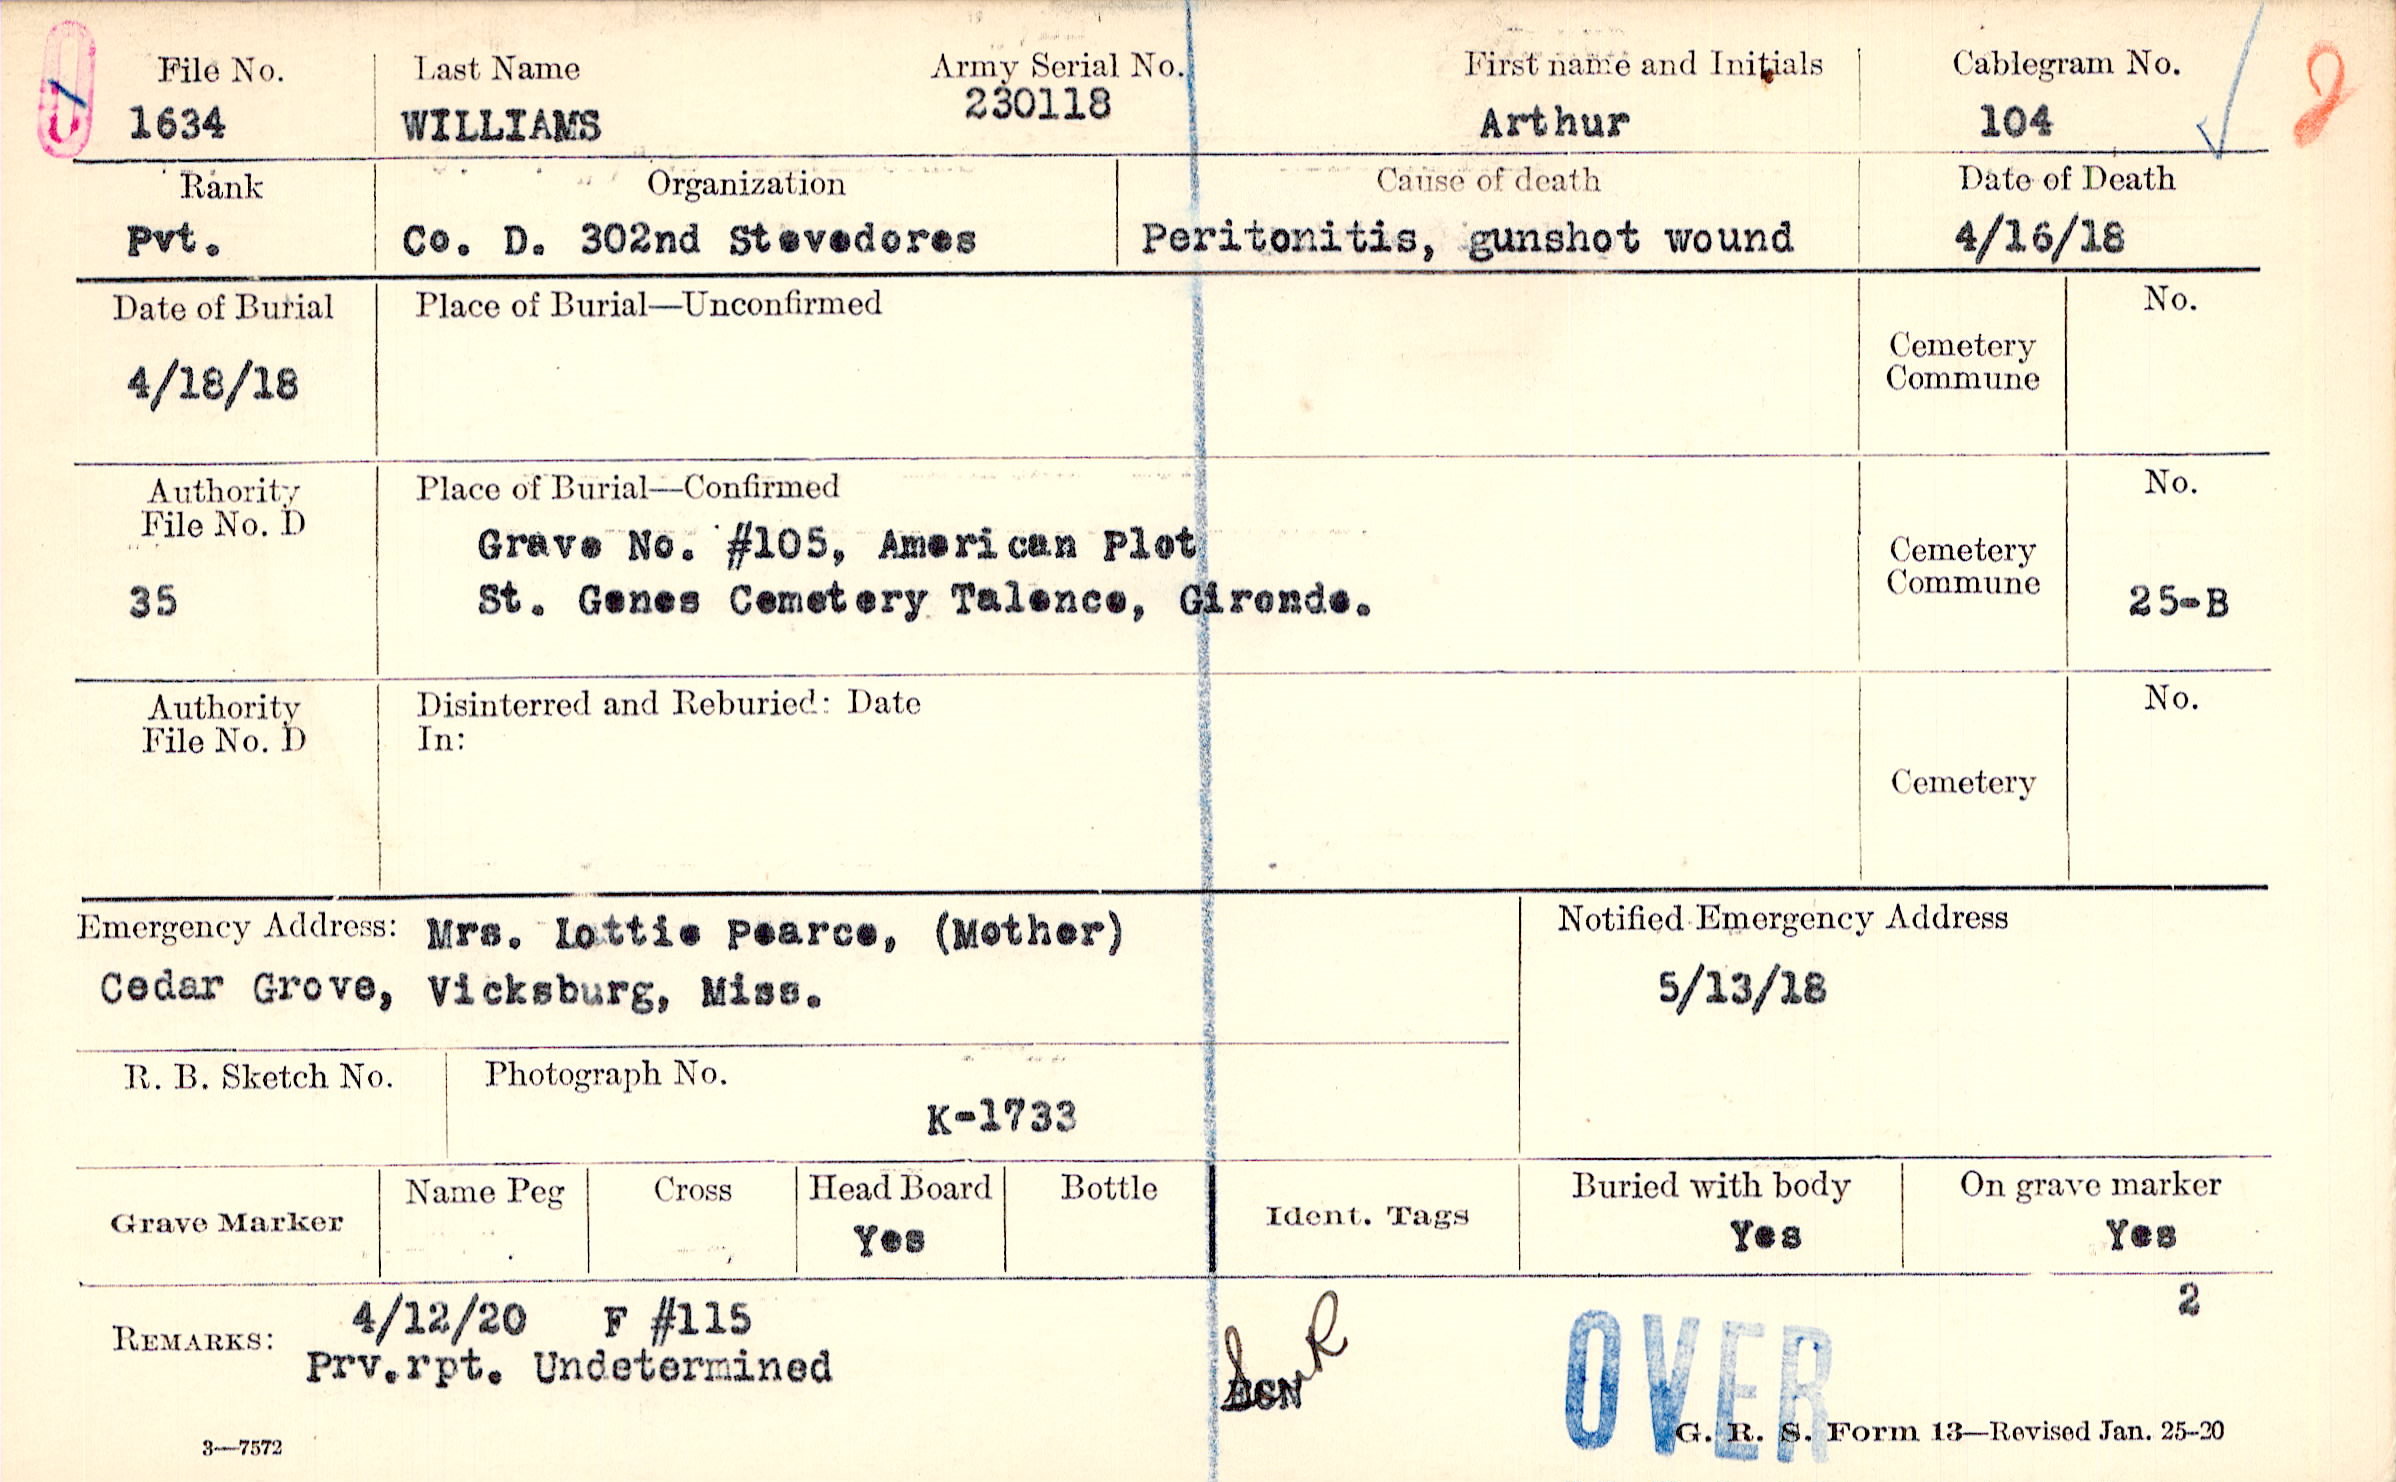 File No. Last Name Army Serial No. First name and Initials Cablegram No.
1634 WILLIAMS 230118 Arthur 104
Rank Organization Cause of death Date of Death
Pvt. Co. D. 302nd Stevedores Peritonitis, gunshot wound 4/16/18
Date of Burial Place of Burial—Unconfirmed No.
4/18/18 Cemetery
Commune
Authority Place of Burial—Confirmed No.
File No. D
Grave No. #105, American Plot Cemetery
35 St. Genes Cemetery Talence, Gironde. Commune 25-B
Authority Disinterred and Reburied: Date No.
File No. D In:
Cemetery
Emergency Address: Mrs. Lottie Pearce, (Mother) Notified Emergency Address
Cedar Grove, Vicksburg, Miss. 5/13/18
R. B. Sketch No. Photograph No.
K-1733
Grave Marker Name Peg Cross Head Board Bottle Ident. Tags Buried with body On grave marker
Yes Yes Yes
2
REMARKS: 4/12/20 F #115
Prv.rpt. Undetermined
OVER
3—7572 G. R. S. Form 13—Revised Jan. 25-20